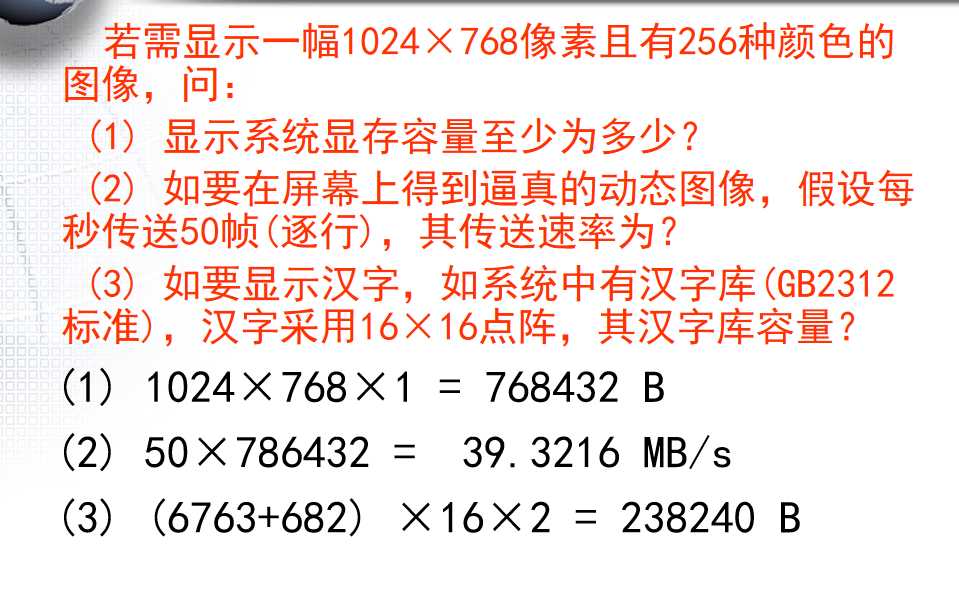 若需显示一幅1024×768像素且有256种颜色的
图像，问：
(1) 显示系统显存容量至少为多少？
(2) 如要在屏幕上得到逼真的动态图像，假设每
秒传送50帧(逐行)，其传送速率为？
(3) 如要显示汉字，如系统中有汉字库(GB2312
标准)，汉字采用16×16点阵，其汉字库容量？
(1) 1024×768×1 = 768432 B
(2) 50×786432 = 39.3216 MB/s
(3) (6763+682) ×16×2 = 238240 B